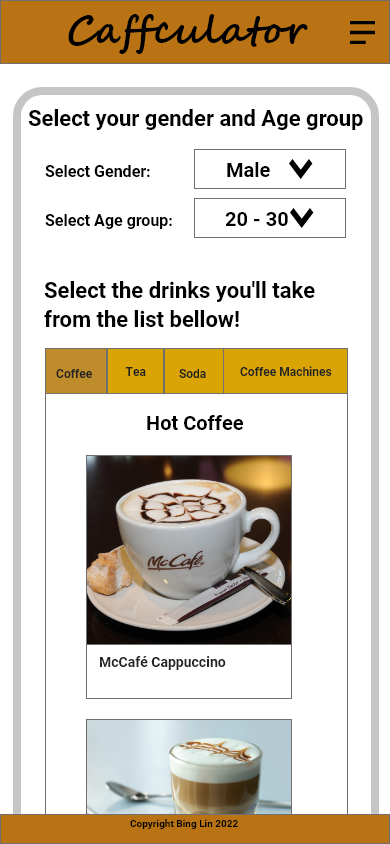 Caffculator
Select your gender and Age group
Select Gender:
Male
Select Age group:
20 - 30
Select the drinks you'll take
from the list bellow!
Coffee
Tea
Soda
Coffee Machines
Hot Coffee
McCafé
McCafé Cappuccino
Copyright Bing Lin 2022